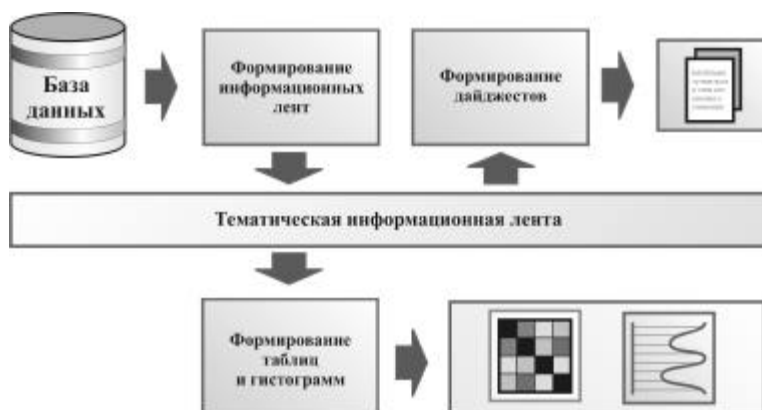 База
данных
Формирование
информационных
лент
Формирование
дайджестов
Тематическая информационная лента
Формирование
таблиц
и гистограмм